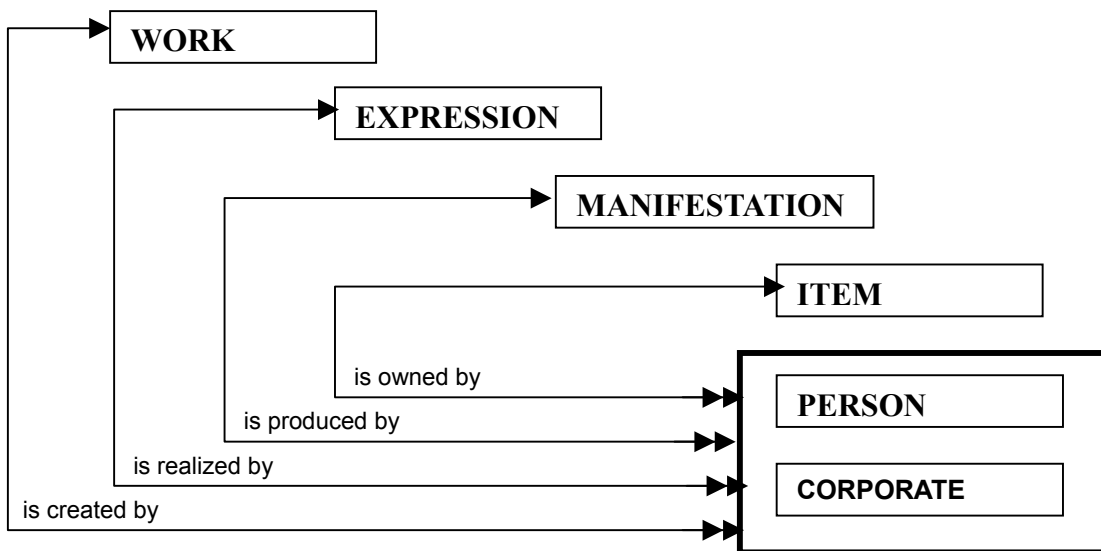 WORK
EXPRESSION
MANIFESTATION
ITEM
is owned by
PERSON
is produced by
is realized by
CORPORATE
is created by